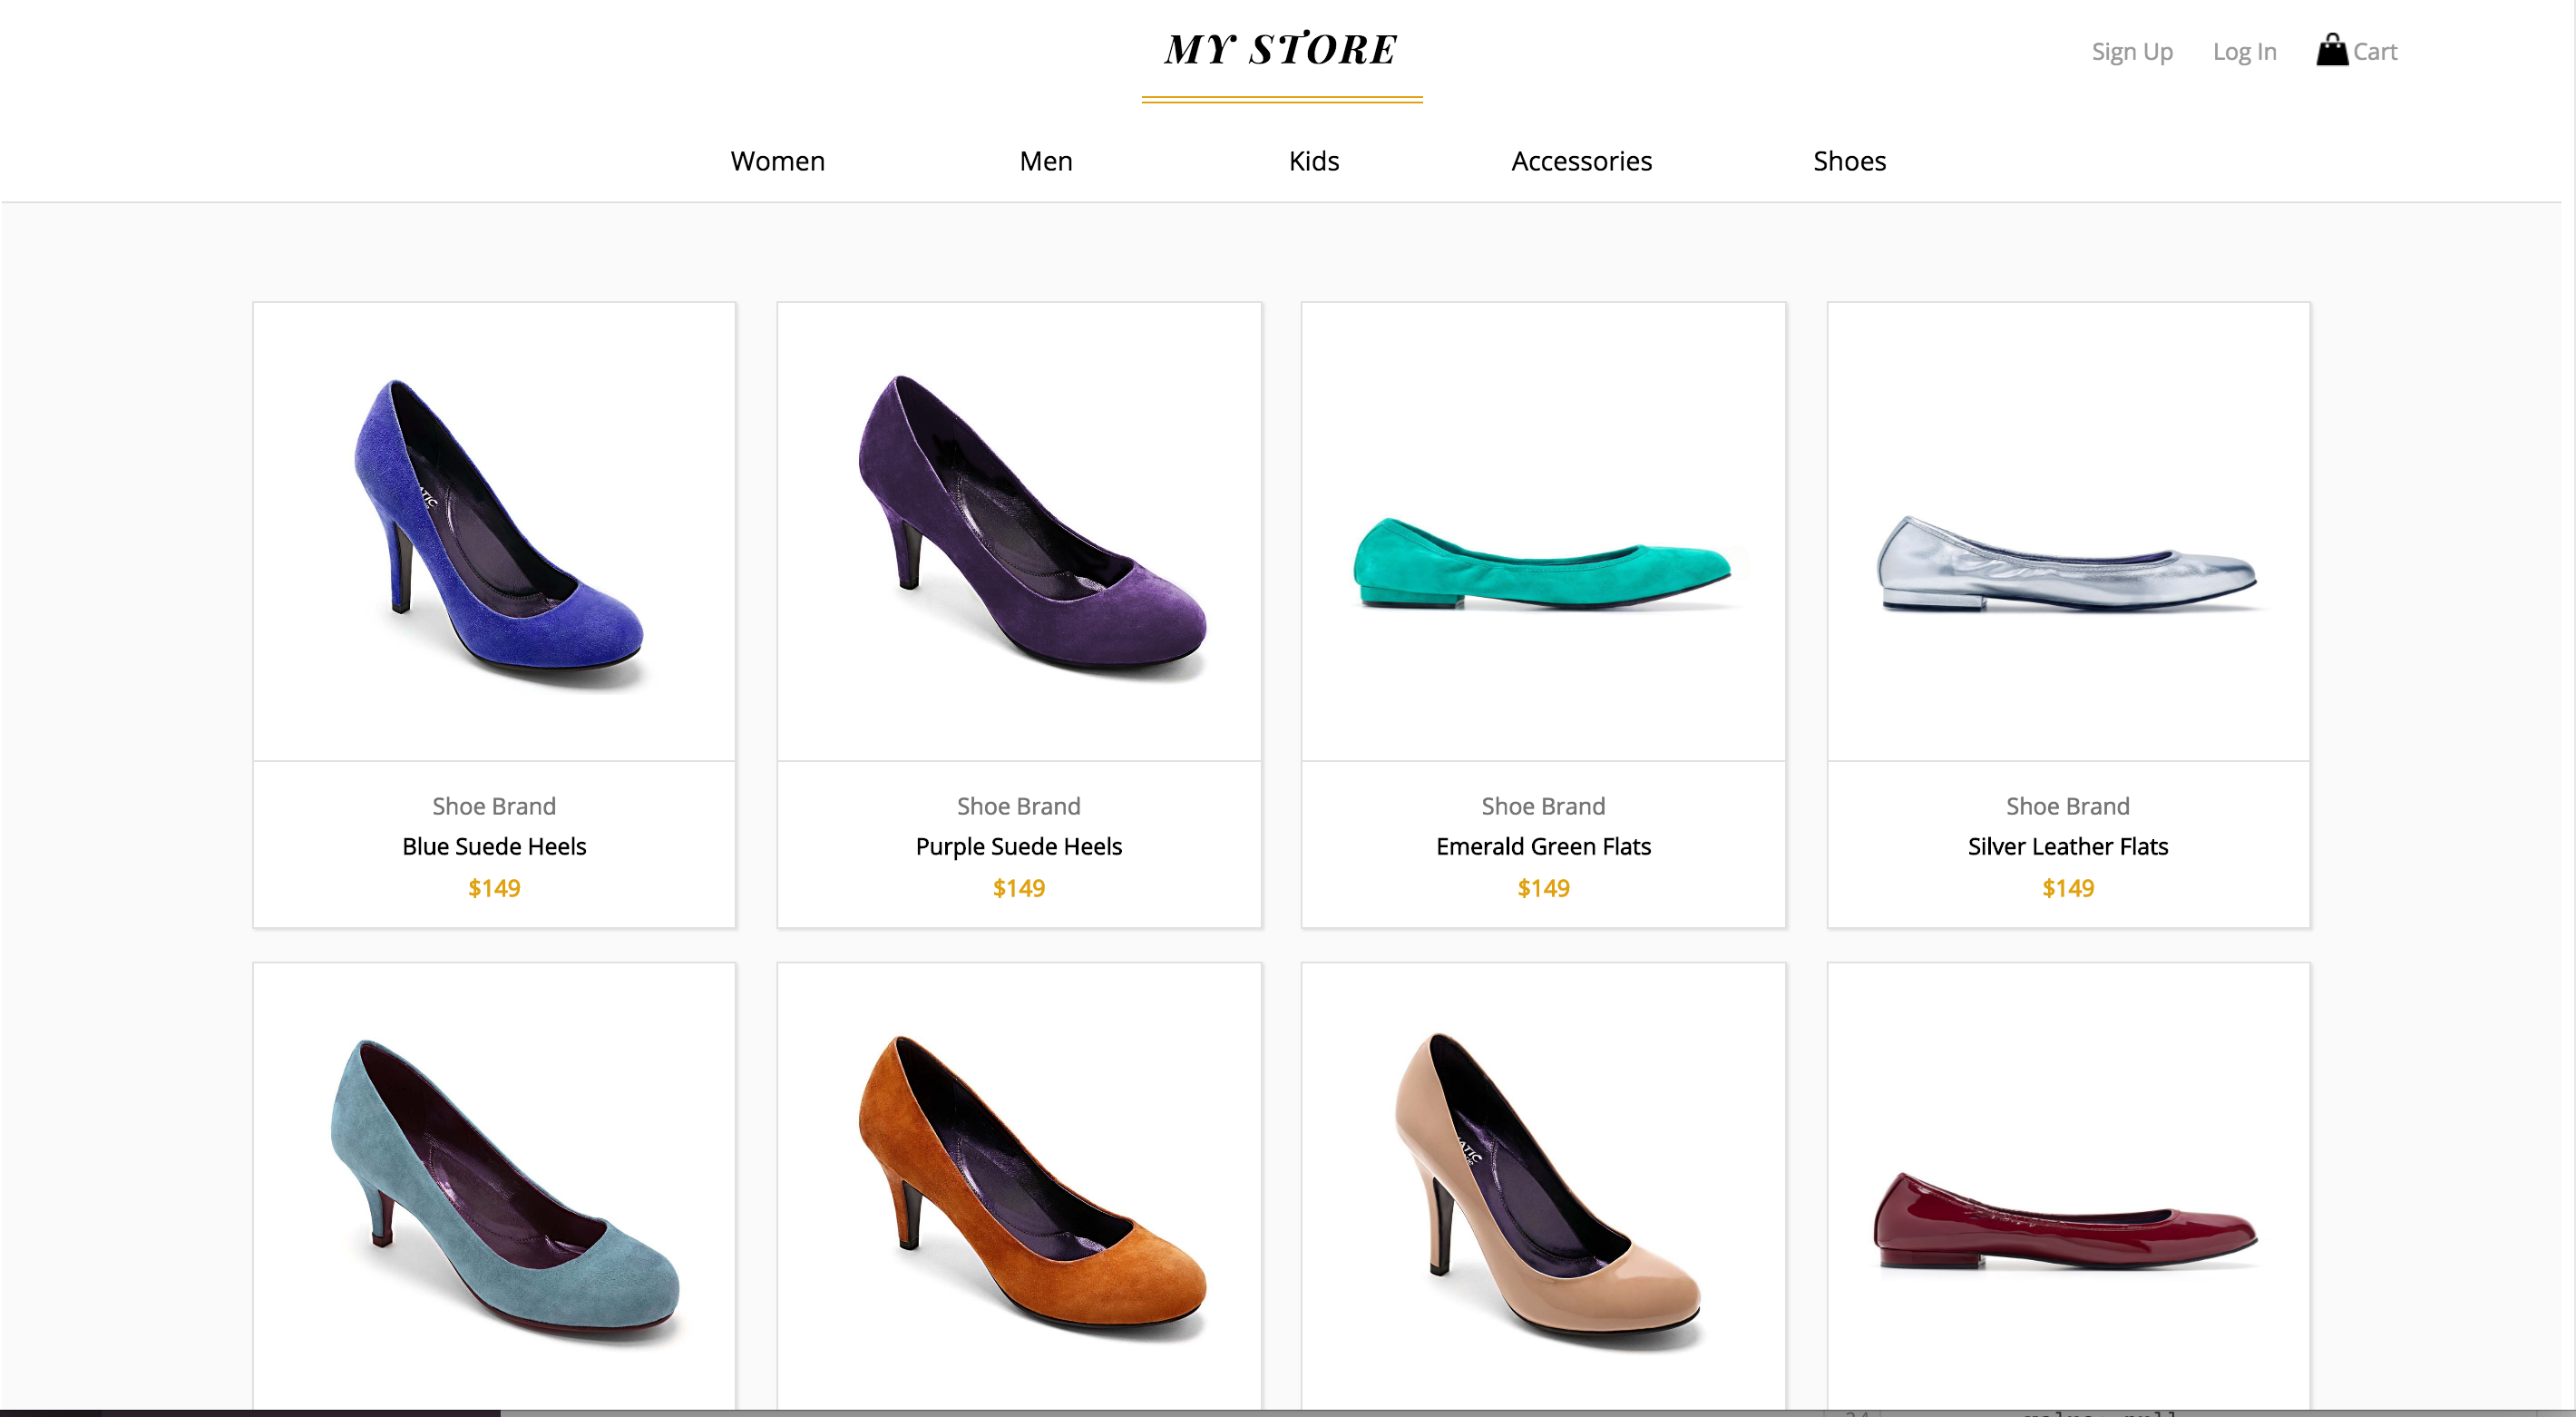 MY STORE
Sign Up Log In Cart
Women Men Kids Accessories Shoes
Shoe Brand
Blue Suede Heels
$149
Shoe Brand
Purple Suede Heels
$149
Shoe Brand
Emerald Green Flats
$149
Shoe Brand
Silver Leather Flats
$149